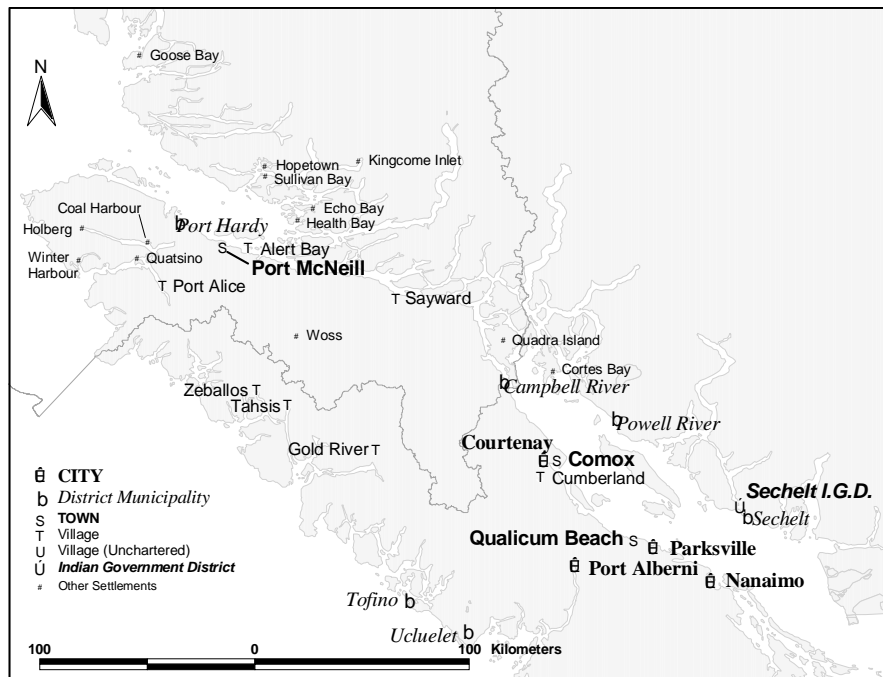 Goose Bay
N
Hopetown
Kingcome Inlet
Sullivan Bay
Coal Harbour
Echo Bay
b Port Hardy
Health Bay
Holberg
S T Alert Bay
Winter
Harbour
Quatsino
Port McNeill
T Port Alice
T Sayward
# Woss
Quadra Island
Cortes Bay
b Campbell River
Zeballos T
Tahsis T
b Powell River
Gold River T
Courtenay
S Comox
T Cumberland
CITY
b District Municipality
S TOWN
T Village
U Village (Unchartered)
Ú Indian Government District
# Other Settlements
Sechelt I.G.D.
Ú
b Sechelt
Qualicum Beach S
Parksville
Port Alberni
Nanaimo
Tofino b
Ucluelet b
100 0 100 Kilometers